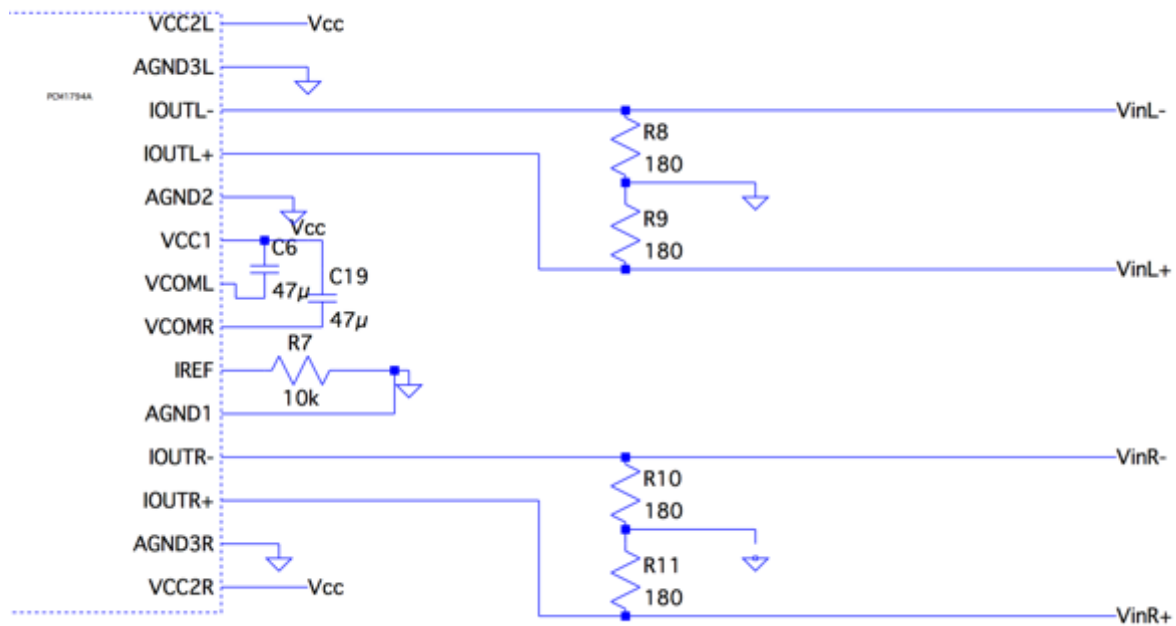 VCC2L
Vcc
AGND3L
PCM1794A
IOUTL-
VinL-
R8
180
IOUTL+
AGND2
R9
180
Vcc
VCC1
C6
47µ
VCOML
C19
47µ
VinL+
VCOMR
R7
10k
IREF
AGND1
IOUTR-
VinR-
R10
180
IOUTR+
AGND3R
R11
180
VCC2R
Vcc
VinR+